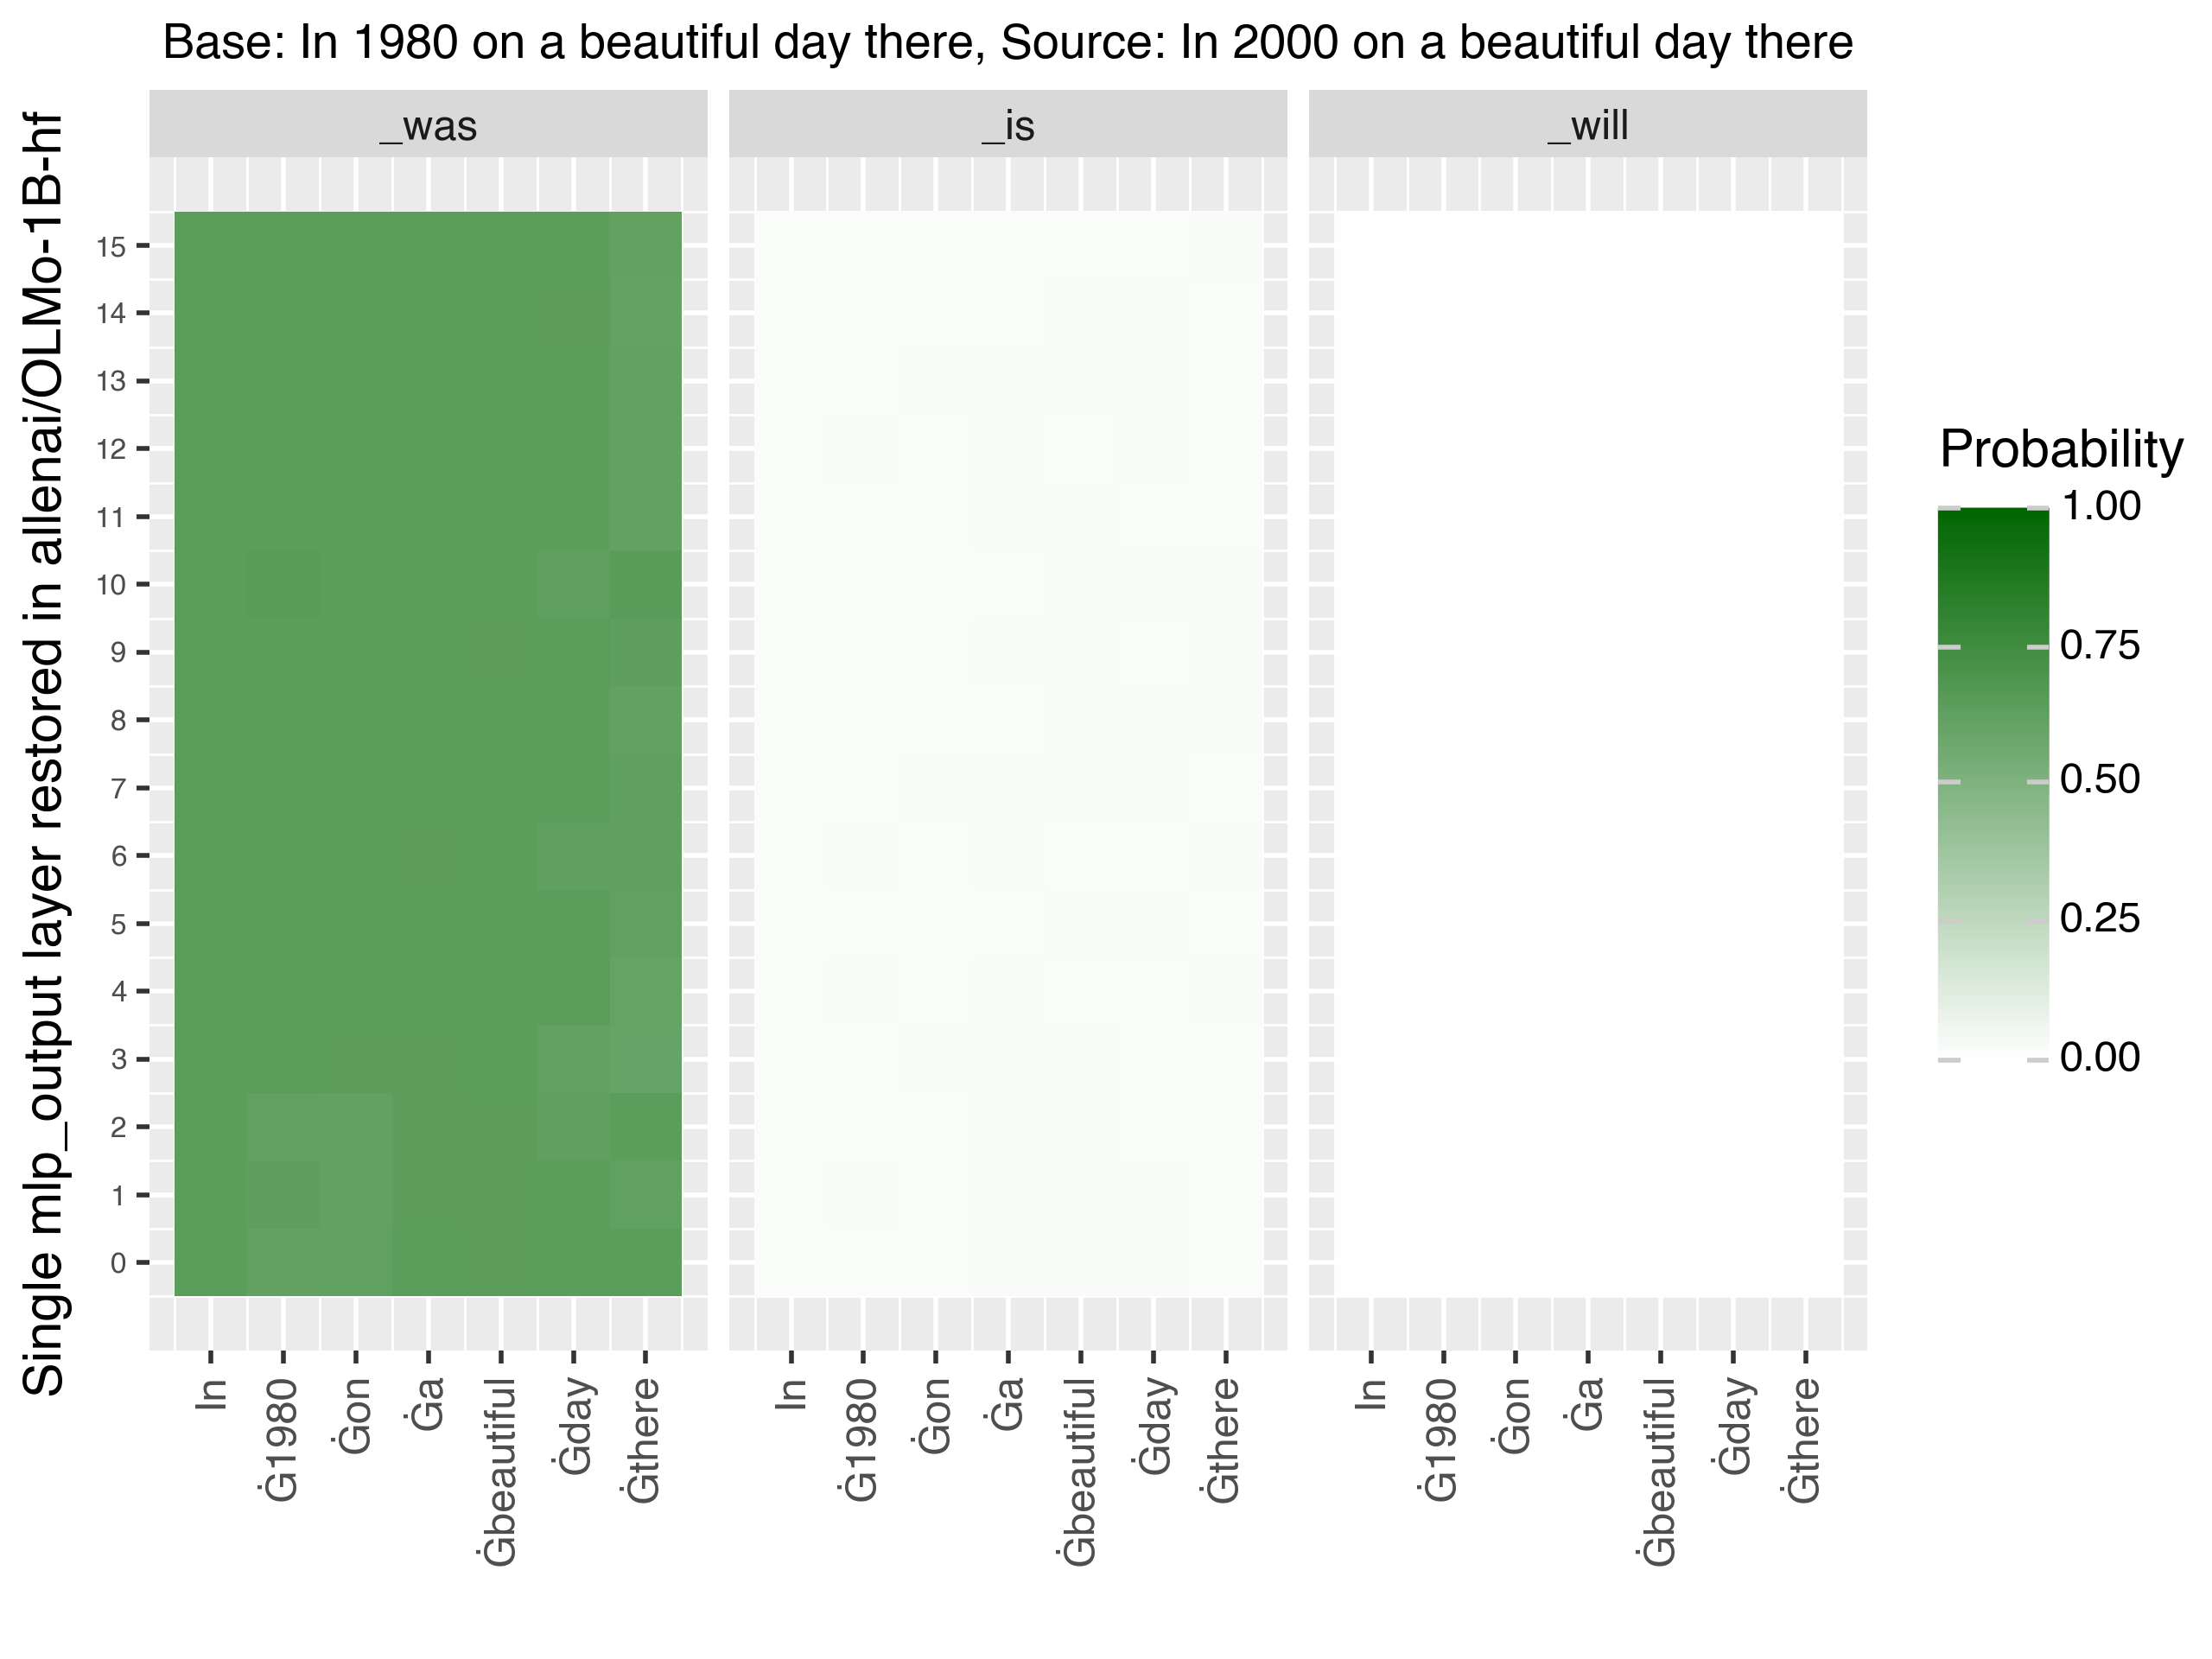 Base: In 1980 on a beautiful day there, Source: In 2000 on a beautiful day there
Single mlp_output layer restored in allenai/OLMo-1B-hf
_was
_is
_will
15
14
13
12
11
10
9
8
7
6
5
4
3
2
1
0
In
Ġ1980
Ġon
Ġa
Ġbeautiful
Ġday
Ġthere
In
Ġ1980
Ġon
Ġa
Ġbeautiful
Ġday
Ġthere
In
Ġ1980
Ġon
Ġa
Ġbeautiful
Ġday
Ġthere
Probability
1.00
0.75
0.50
0.25
0.00